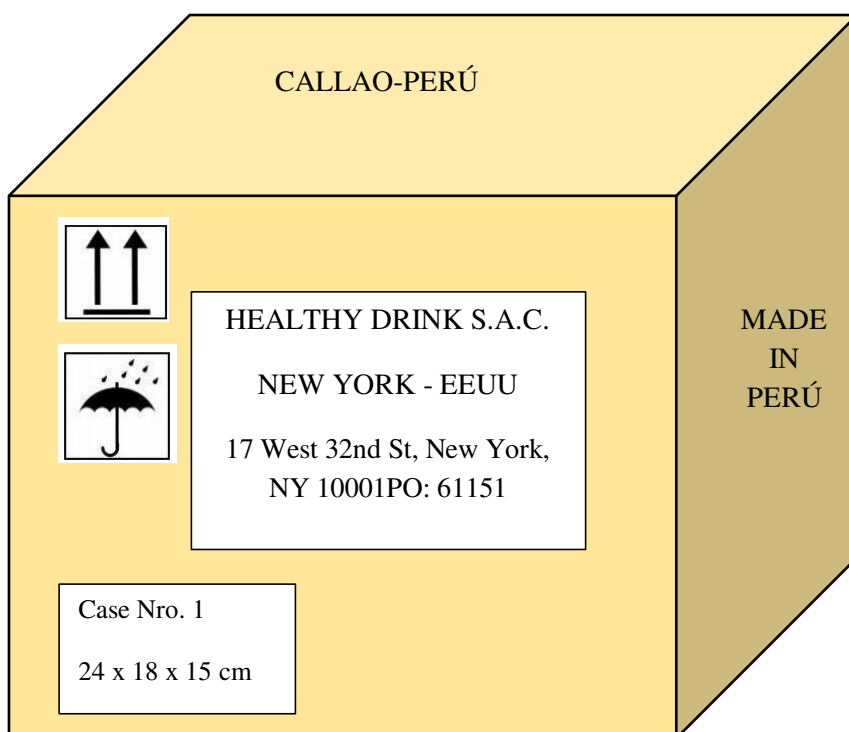 CALLAO-PERÚ
HEALTHY DRINK S.A.C.
NEW YORK - EEUU
17 West 32nd St, New York,
NY 10001PO: 61151
MADE
IN
PERÚ
Case Nro. 1
24 x 18 x 15 cm